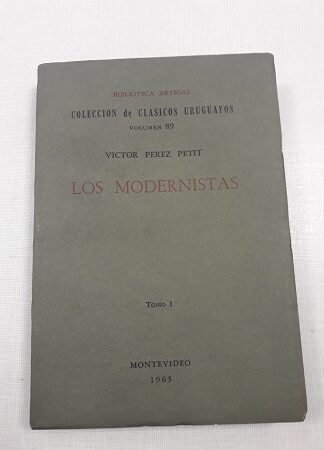 BIBLIOTECA ARTIGAS
COLECCION de CLASICOS URUGUAYOS
VOLUMEN 89
VICTOR PEREZ PETIT
LOS MODERNISTAS
TOMO I
MONTEVIDEO
1965